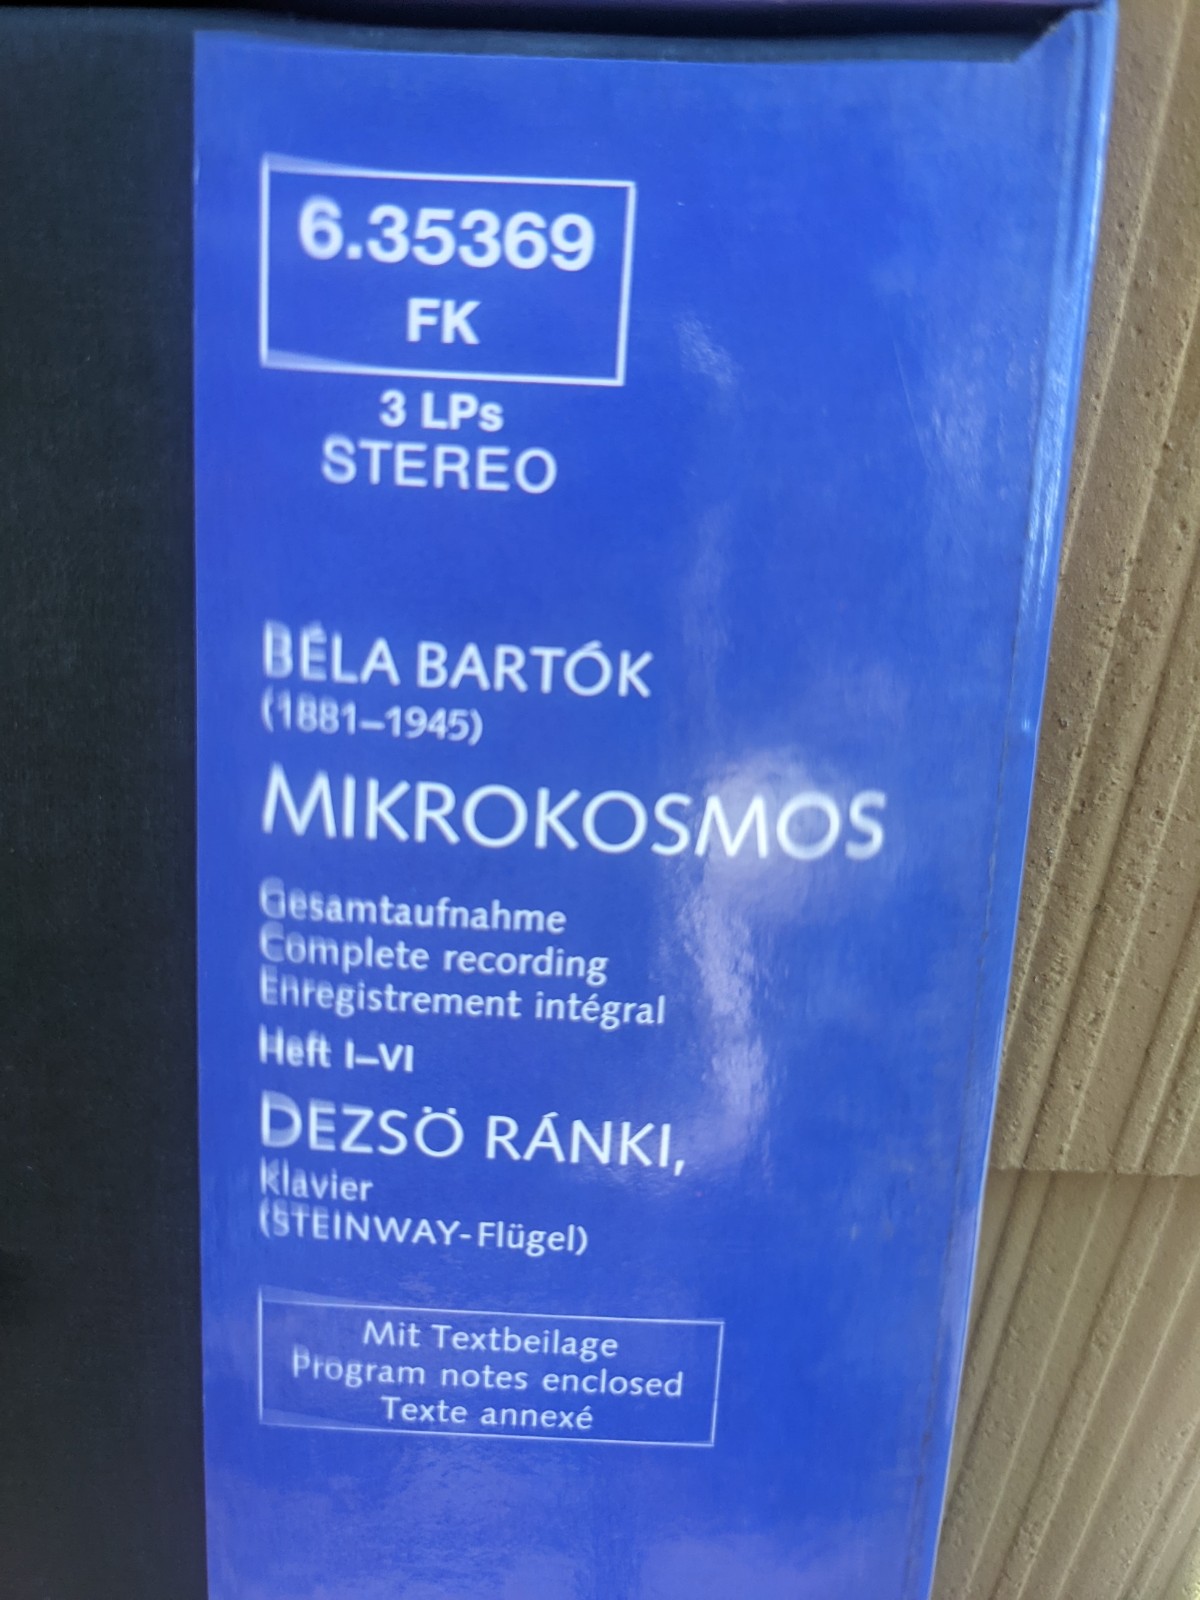 6.35369
FK
3 LPs
STEREO
BÉLA BARTÓK
(1881–1945)
MIKROKOSMOS
Gesamtaufnahme
Complete recording
Enregistrement intégral
Heft I–VI
DEZSÖ RÁNKI,
Klavier
(STEINWAY-Flügel)
Mit Textbeilage
Program notes enclosed
Texte annexé